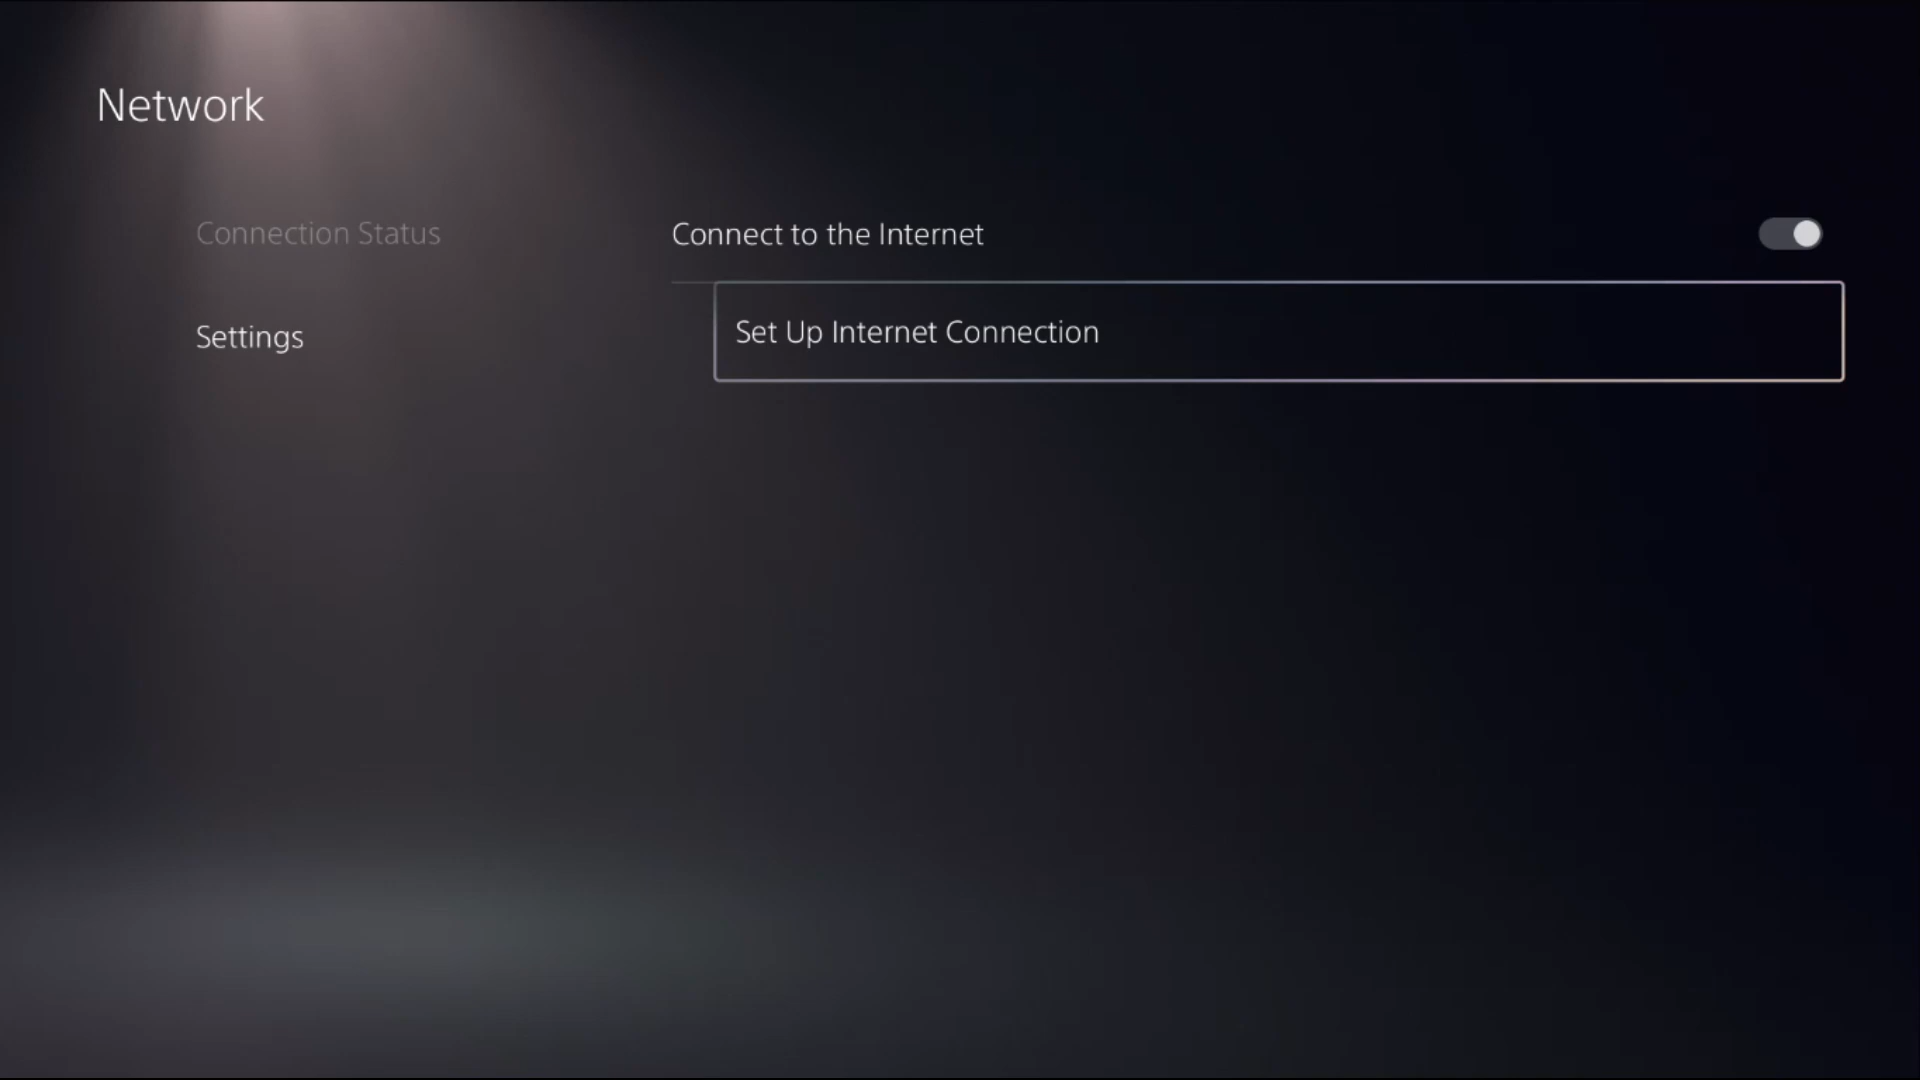 Network
Connection Status
Settings
Connect to the Internet
Set Up Internet Connection